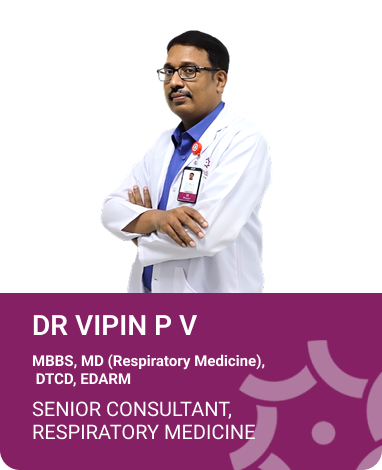 DR VIPIN P V
MBBS, MD (Respiratory Medicine),
DTCD, EDARM
SENIOR CONSULTANT,
RESPIRATORY MEDICINE